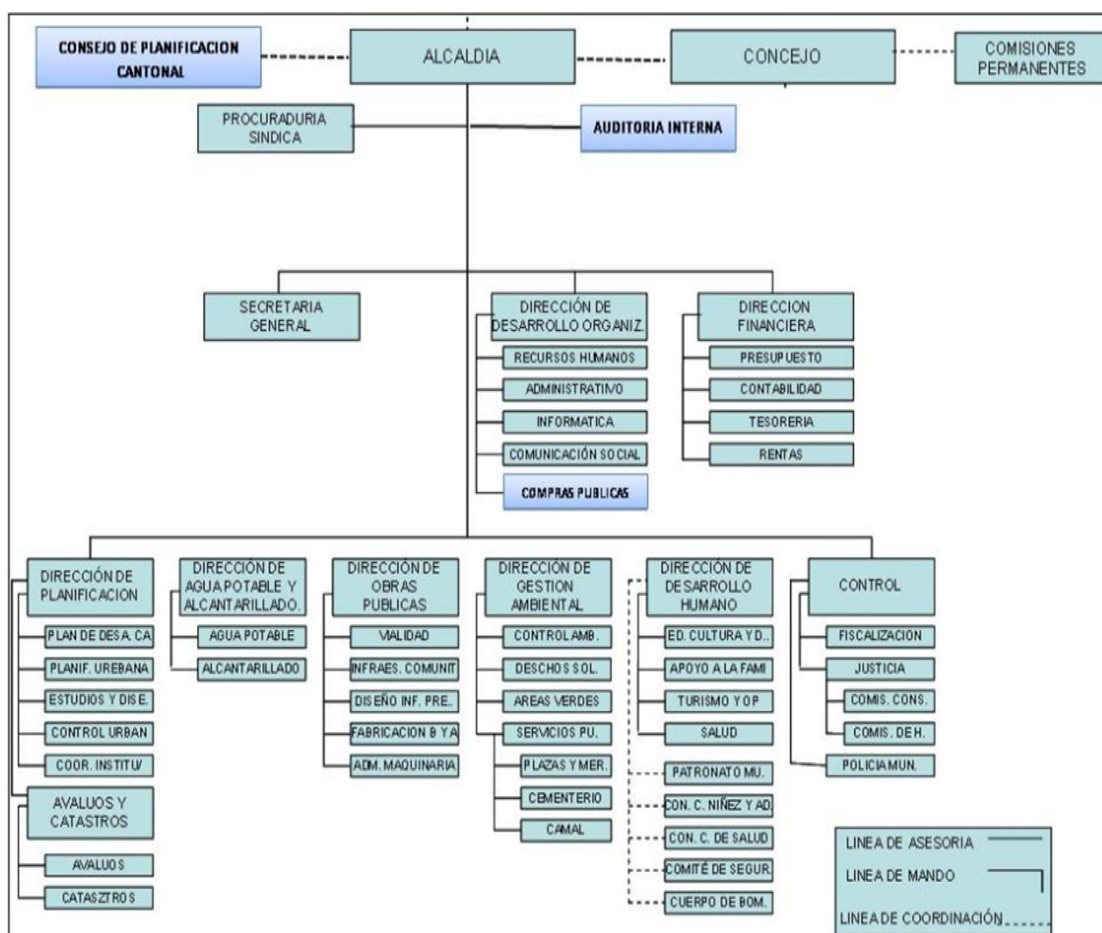 CONSEJO DE PLANIFICACION
CANTONAL
ALCALDIA
CONCEJO
COMISIONES
PERMANENTES
PROCURADURIA
SINDICA
AUDITORIA INTERNA
SECRETARIA
GENERAL
DIRECCIÓN DE
DESARROLLO ORGANIZ.
RECURSOS HUMANOS
ADMINISTRATIVO
INFORMATICA
COMUNICACIÓN SOCIAL
COMPRAS PUBLICAS
DIRECCION
FINANCIERA
PRESUPUESTO
CONTABILIDAD
TESORERIA
RENTAS
DIRECCIÓN DE
PLANIFICACION
PLAN DE DESA. CA
PLANIF. UREBANA
ESTUDIOS Y DISE.
CONTROL URBAN
COOR. INSTITU/
AVALUOS Y
CATASTROS
AVALUOS
CATASZTROS
DIRECCIÓN DE
AGUA POTABLE Y
ALCANTARILLADO.
AGUA POTABLE
ALCANTARILLADO
DIRECCIÓN DE
OBRAS
PUBLICAS
VIALIDAD
INFRAES. COMUNIT
DISEÑO INF. PRE..
FABRICACION B Y A
ADM. MAQUINARIA
DIRECCIÓN DE
GESTION
AMBIENTAL
CONTROL AMB.
DESCHOS SOL.
AREAS VERDES
SERVICIOS PU.
PLAZAS Y MER.
CEMENTERIO
CAMAL
DIRECCIÓN DE
DESARROLLO
HUMANO
ED. CULTURA Y D..
APOYO A LA FAMI
TURISMO Y OP
SALUD
PATRONATO MU.
CON. C. NIÑEZ Y AD.
CON. C. DE SALUD
COMITÉ DE SEGUR.
CUERPO DE BOM.
CONTROL
FISCALIZACION
JUSTICIA
COMIS. CONS.
COMIS. DE H.
POLICIA MUN.
LINEA DE ASESORIA
LINEA DE MANDO
LINEA DE COORDINACIÓN